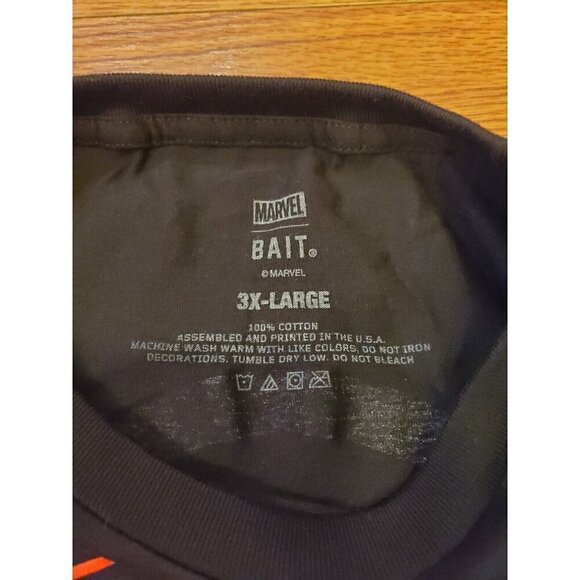 MARVEL
BAIT®
© MARVEL
3X-LARGE
100% COTTON
ASSEMBLED AND PRINTED IN THE U.S.A.
MACHINE WASH WARM WITH LIKE COLORS, DO NOT IRON
DECORATIONS. TUMBLE DRY LOW. DO NOT BLEACH